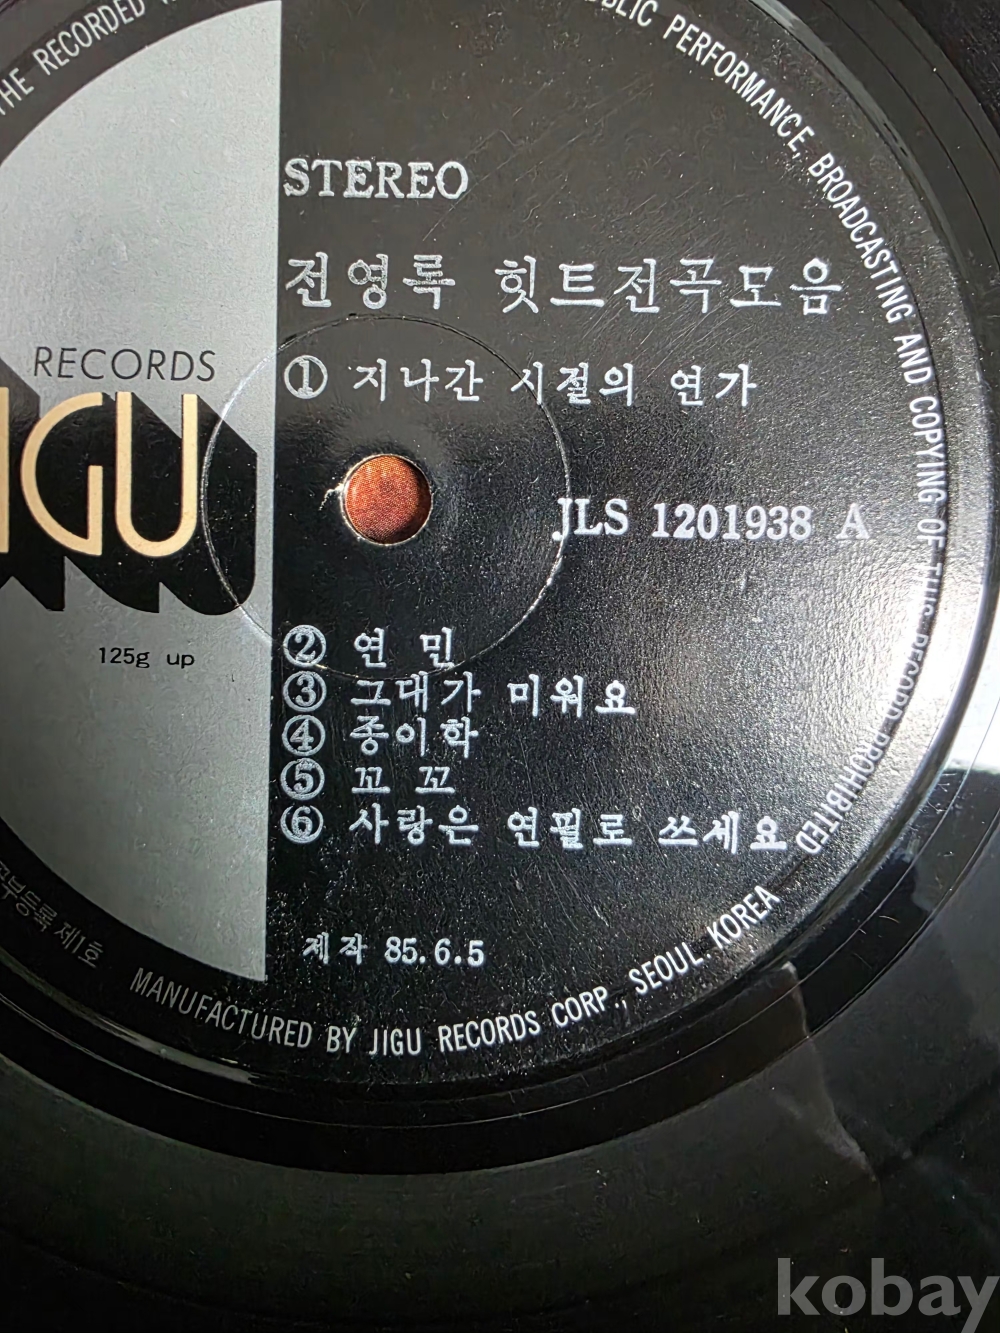 THE RECORDED
PUBLIC PERFORMANCE, BROADCASTING AND COPYING OF THIS RECORD PROHIBITED
STEREO
전영록 힛트전곡모음
① 지나간 시절의 연가
RECORDS
JIGU
JLS 1201938 A
125g up
② 연 민
③ 그대가 미워요
④ 종이학
⑤ 꼬 꼬
⑥ 사랑은 연필로 쓰세요
제작 85.6.5
부등록 제1호
MANUFACTURED BY JIGU RECORDS CORP., SEOUL. KOREA
kobay